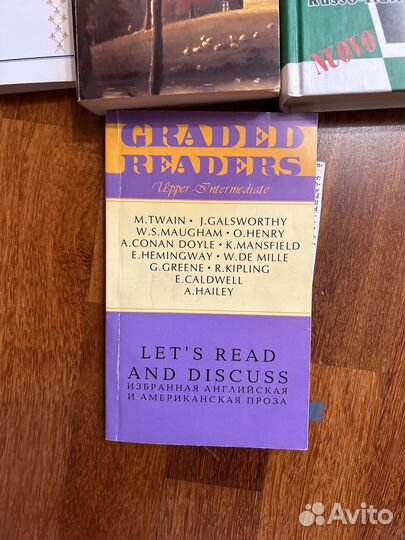 NUOVO
GRADED
READERS
Upper-Intermediate
M.TWAIN • J.GALSWORTHY
W.S.MAUGHAM • O.HENRY
A.CONAN DOYLE • K.MANSFIELD
E.HEMINGWAY • W.DE MILLE
G.GREENE • R.KIPLING
E.CALDWELL
A.HAILEY
LET'S READ
AND DISCUSS
ИЗБРАННАЯ АНГЛИЙСКАЯ
И АМЕРИКАНСКАЯ ПРОЗА
Avito